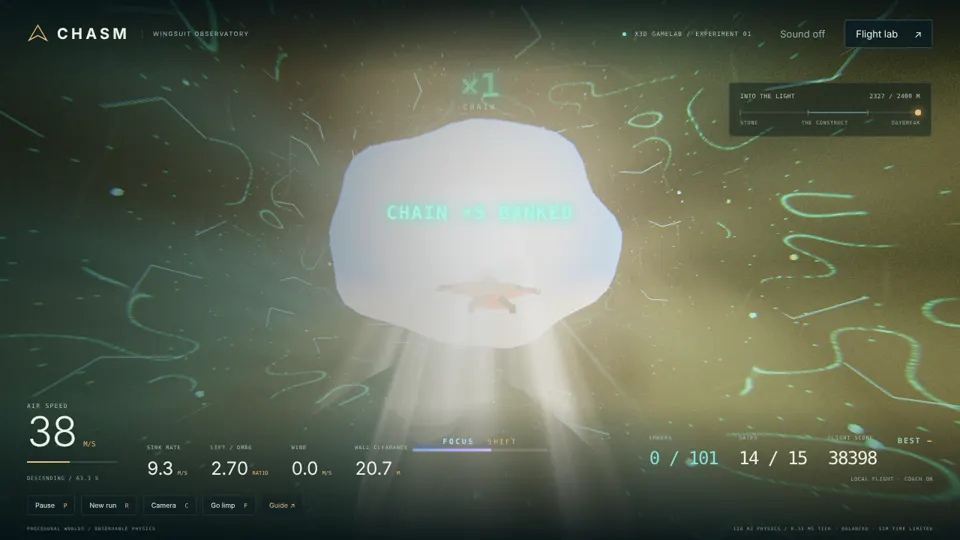 CHASM
WINGSUIT OBSERVATORY
X3D GAMELAB / EXPERIMENT 01
Sound off
Flight lab ↗
×1
CHAIN
INTO THE LIGHT
2327 / 2400 M
STONE
THE CONSTRUCT
DAYBREAK
CHAIN ×5 BANKED
AIR SPEED
38 M/S
DESCENDING / 63.3 S
SINK RATE
9.3 M/S
LIFT / DRAG
2.70 RATIO
WIND
0.0 M/S
WALL CLEARANCE
20.7 M
FOCUS SHIFT
EMBERS
0 / 101
GATES
14 / 15
FLIGHT SCORE
38398
BEST –
LOCAL FLIGHT · COACH ON
Pause P
New run R
Camera C
Go limp F
Guide ↗
PROCEDURAL WORLDS / OBSERVABLE PHYSICS
120 HZ PHYSICS / 8.33 MS TICK · BALANCED · SIM TIME LIMITED